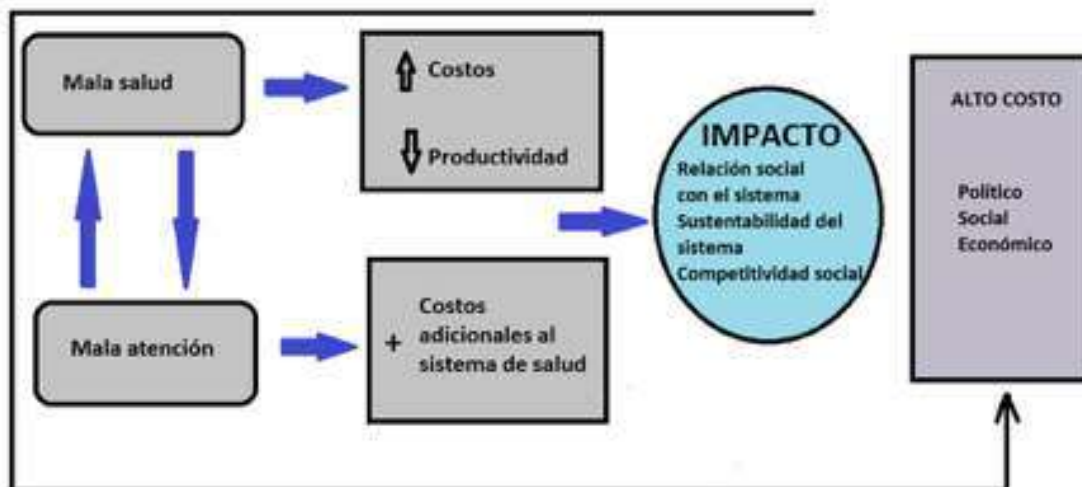 Mala salud
Costos
Productividad
Mala atención
+ Costos
adicionales al
sistema de salud
IMPACTO
Relación social
con el sistema
Sustentabilidad del
sistema
Competitividad social
ALTO COSTO
Político
Social
Económico